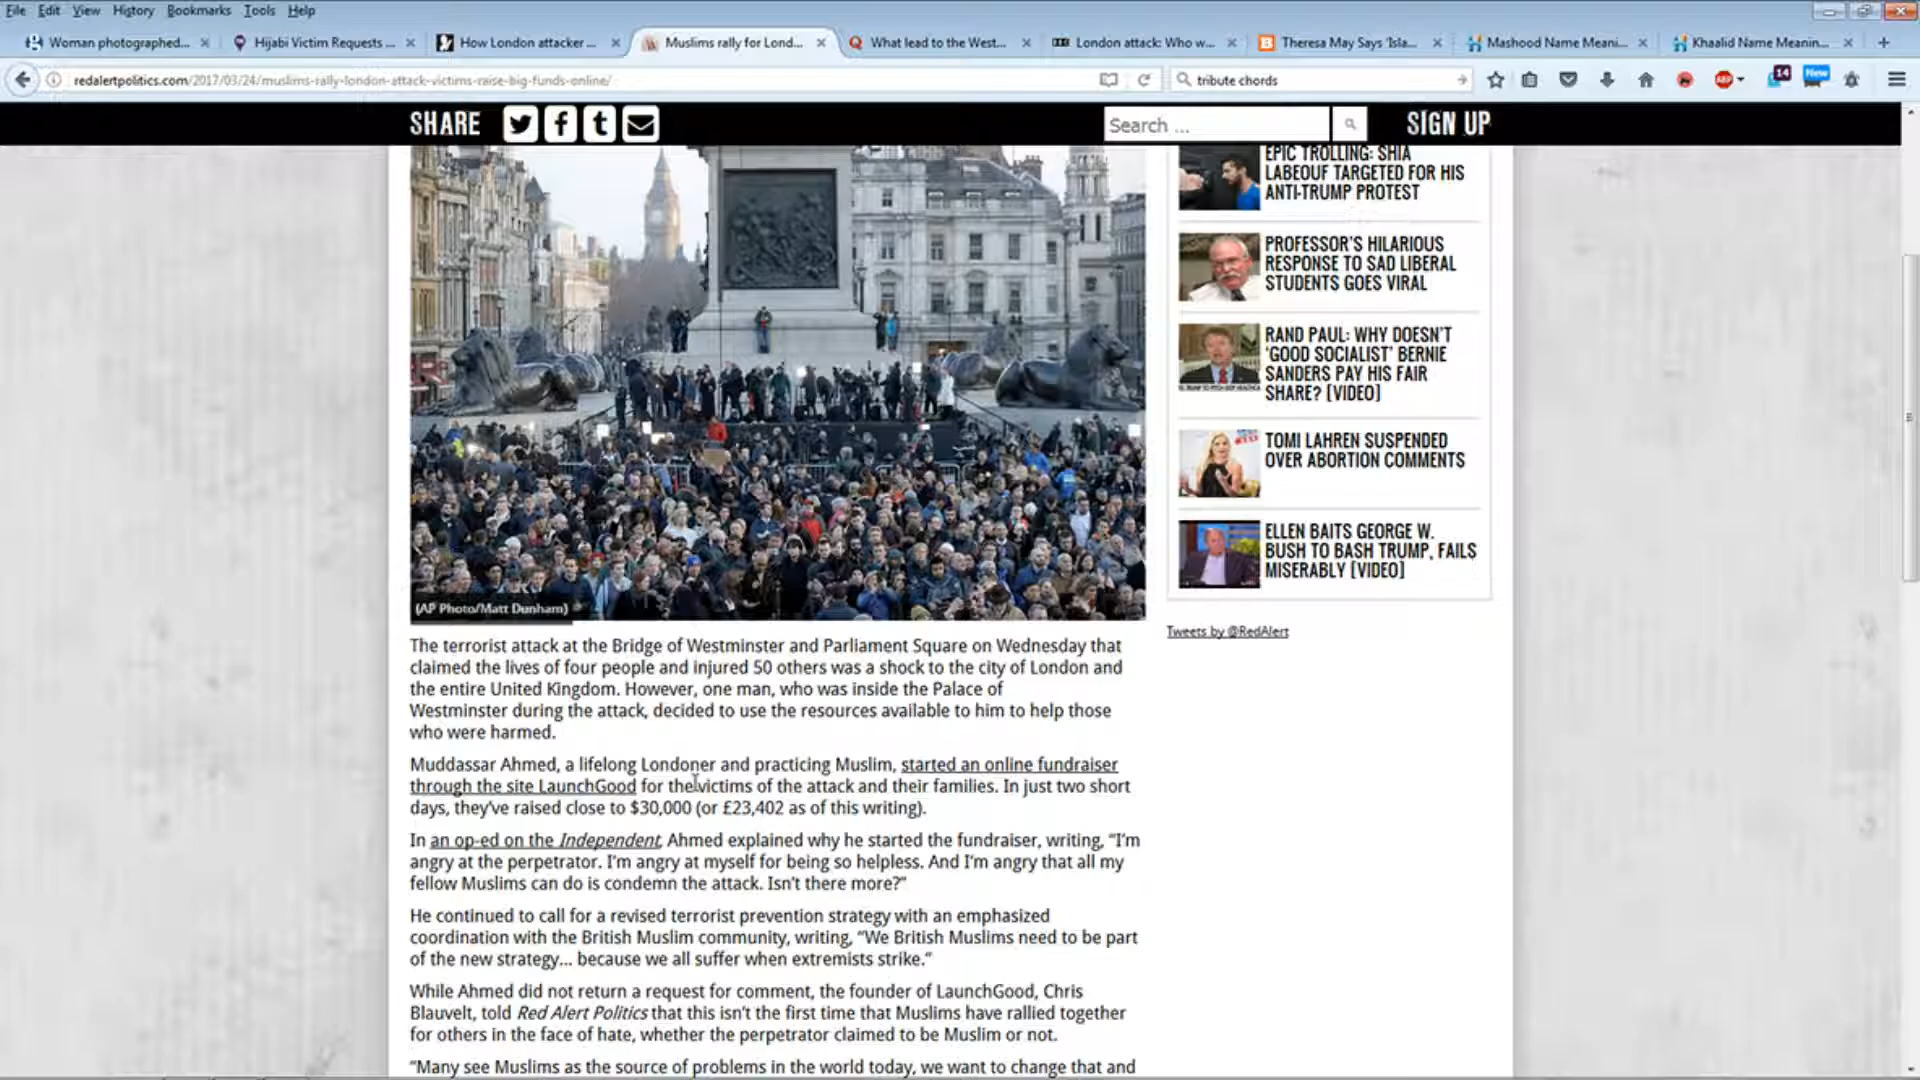 File Edit View History Bookmarks Tools Help
Woman photographed...
Hijabi Victim Requests ...
How London attacker ...
Muslims rally for Lond...
What lead to the West...
London attack: Who w...
Theresa May Says 'Isla...
Mashood Name Meani...
Khaalid Name Meanin...
redalertpolitics.com/2017/03/24/muslims-rally-london-attack-victims-raise-big-funds-online/
tribute chords
ABP
14
New
SHARE
Search ...
SIGN UP
EPIC TROLLING: SHIA
LABEOUF TARGETED FOR HIS
ANTI-TRUMP PROTEST
PROFESSOR'S HILARIOUS
RESPONSE TO SAD LIBERAL
STUDENTS GOES VIRAL
RAND PAUL: WHY DOESN'T
'GOOD SOCIALIST' BERNIE
SANDERS PAY HIS FAIR
SHARE? [VIDEO]
TOMI LAHREN SUSPENDED
OVER ABORTION COMMENTS
ELLEN BAITS GEORGE W.
BUSH TO BASH TRUMP, FAILS
MISERABLY [VIDEO]
Tweets by @RedAlert
(AP Photo/Matt Dunham)
The terrorist attack at the Bridge of Westminster and Parliament Square on Wednesday that
claimed the lives of four people and injured 50 others was a shock to the city of London and
the entire United Kingdom. However, one man, who was inside the Palace of
Westminster during the attack, decided to use the resources available to him to help those
who were harmed.
Muddassar Ahmed, a lifelong Londoner and practicing Muslim, started an online fundraiser
through the site LaunchGood for the victims of the attack and their families. In just two short
days, they've raised close to $30,000 (or £23,402 as of this writing).
In an op-ed on the Independent, Ahmed explained why he started the fundraiser, writing, “I'm
angry at the perpetrator. I'm angry at myself for being so helpless. And I'm angry that all my
fellow Muslims can do is condemn the attack. Isn't there more?”
He continued to call for a revised terrorist prevention strategy with an emphasized
coordination with the British Muslim community, writing, “We British Muslims need to be part
of the new strategy... because we all suffer when extremists strike.”
While Ahmed did not return a request for comment, the founder of LaunchGood, Chris
Blauvelt, told Red Alert Politics that this isn't the first time that Muslims have rallied together
for others in the face of hate, whether the perpetrator claimed to be Muslim or not.
“Many see Muslims as the source of problems in the world today, we want to change that and